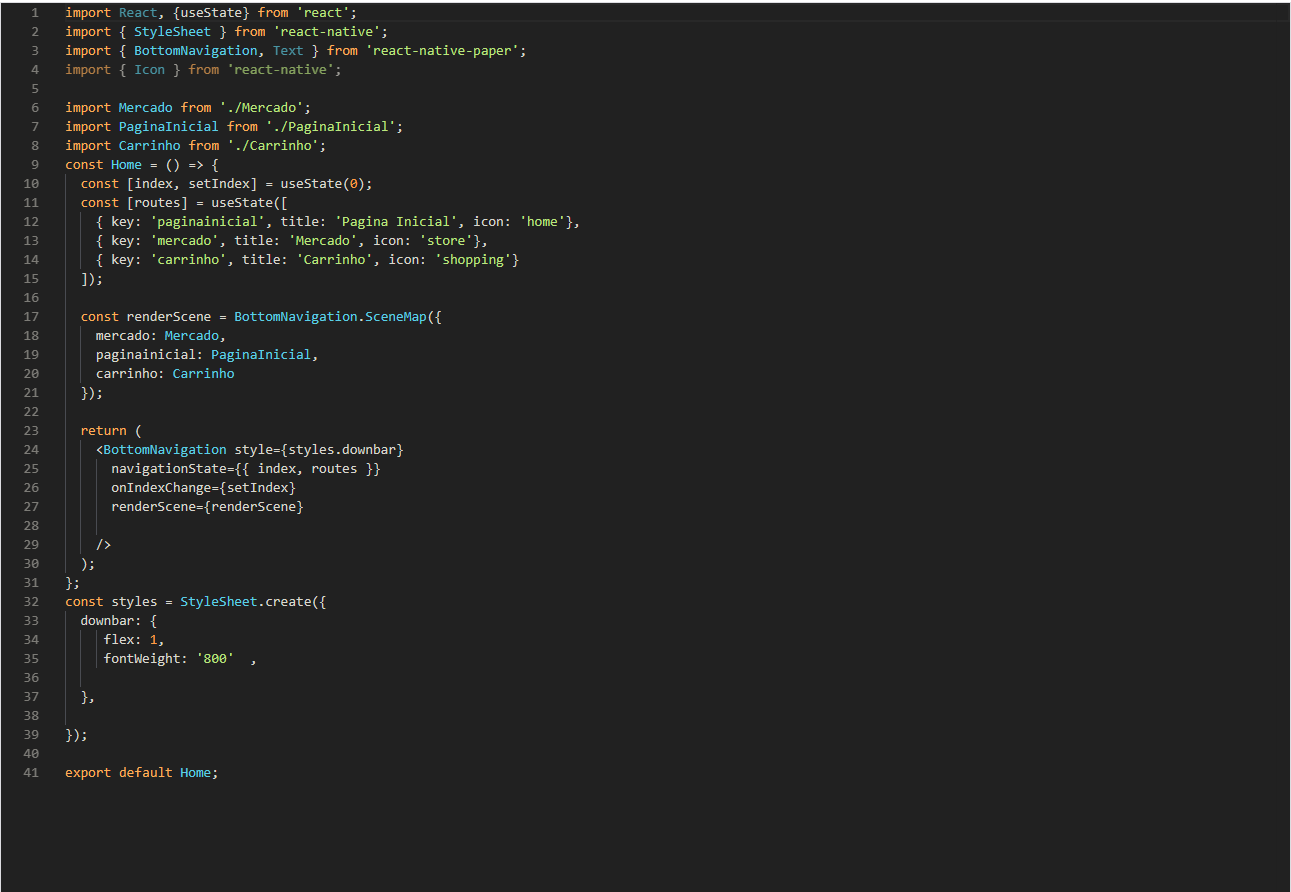 1 import React, {useState} from 'react';
2 import { StyleSheet } from 'react-native';
3 import { BottomNavigation, Text } from 'react-native-paper';
4 import { Icon } from 'react-native';
5
6 import Mercado from './Mercado';
7 import PaginaInicial from './PaginaInicial';
8 import Carrinho from './Carrinho';
9 const Home = () => {
10   const [index, setIndex] = useState(0);
11   const [routes] = useState([
12     { key: 'paginainicial', title: 'Pagina Inicial', icon: 'home'},
13     { key: 'mercado', title: 'Mercado', icon: 'store'},
14     { key: 'carrinho', title: 'Carrinho', icon: 'shopping'}
15   ]);
16
17   const renderScene = BottomNavigation.SceneMap({
18     mercado: Mercado,
19     paginainicial: PaginaInicial,
20     carrinho: Carrinho
21   });
22
23   return (
24     <BottomNavigation style={styles.downbar}
25       navigationState={{ index, routes }}
26       onIndexChange={setIndex}
27       renderScene={renderScene}
28
29     />
30   );
31 };
32 const styles = StyleSheet.create({
33   downbar: {
34      flex: 1,
35      fontWeight: '800'  ,
36
37   },
38
39 });
40
41 export default Home;